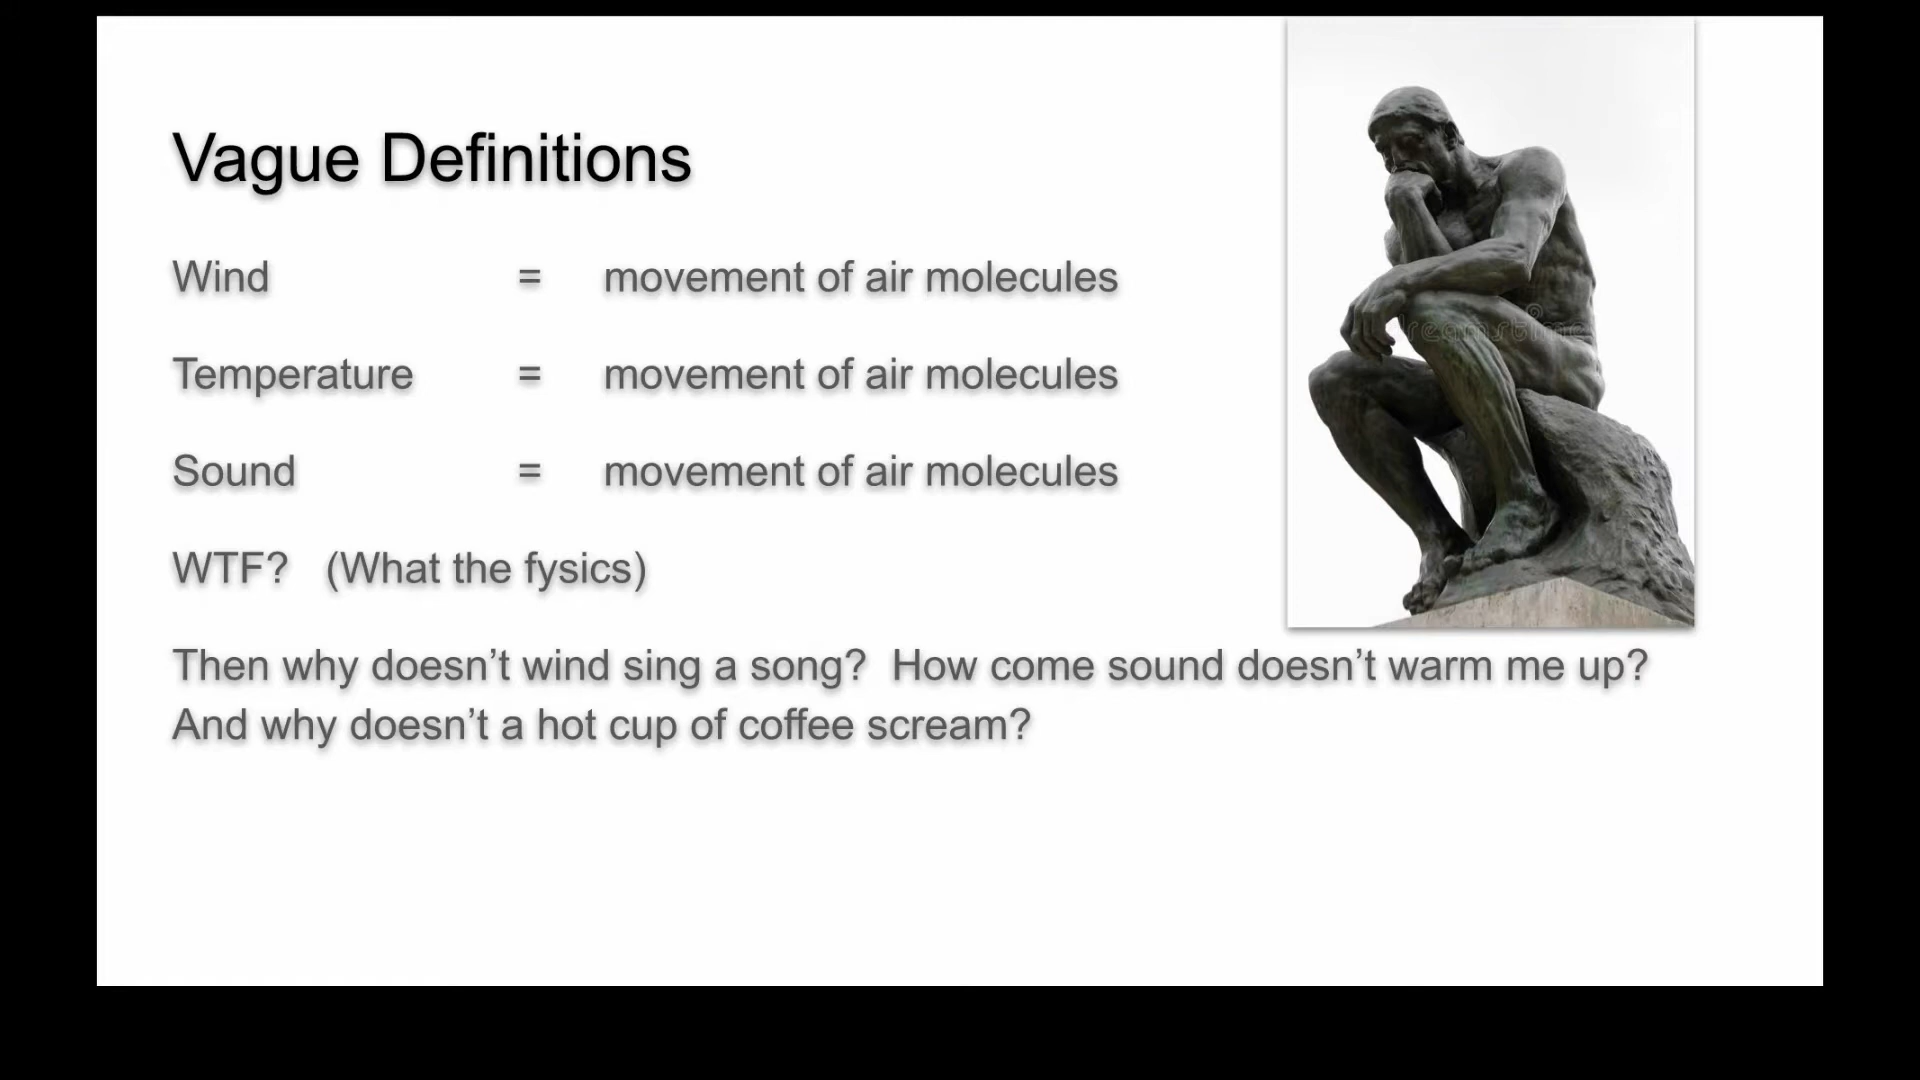 Vague Definitions
Wind = movement of air molecules
Temperature = movement of air molecules
Sound = movement of air molecules
WTF? (What the fysics)
Then why doesn’t wind sing a song? How come sound doesn’t warm me up?
And why doesn’t a hot cup of coffee scream?
dreamstime